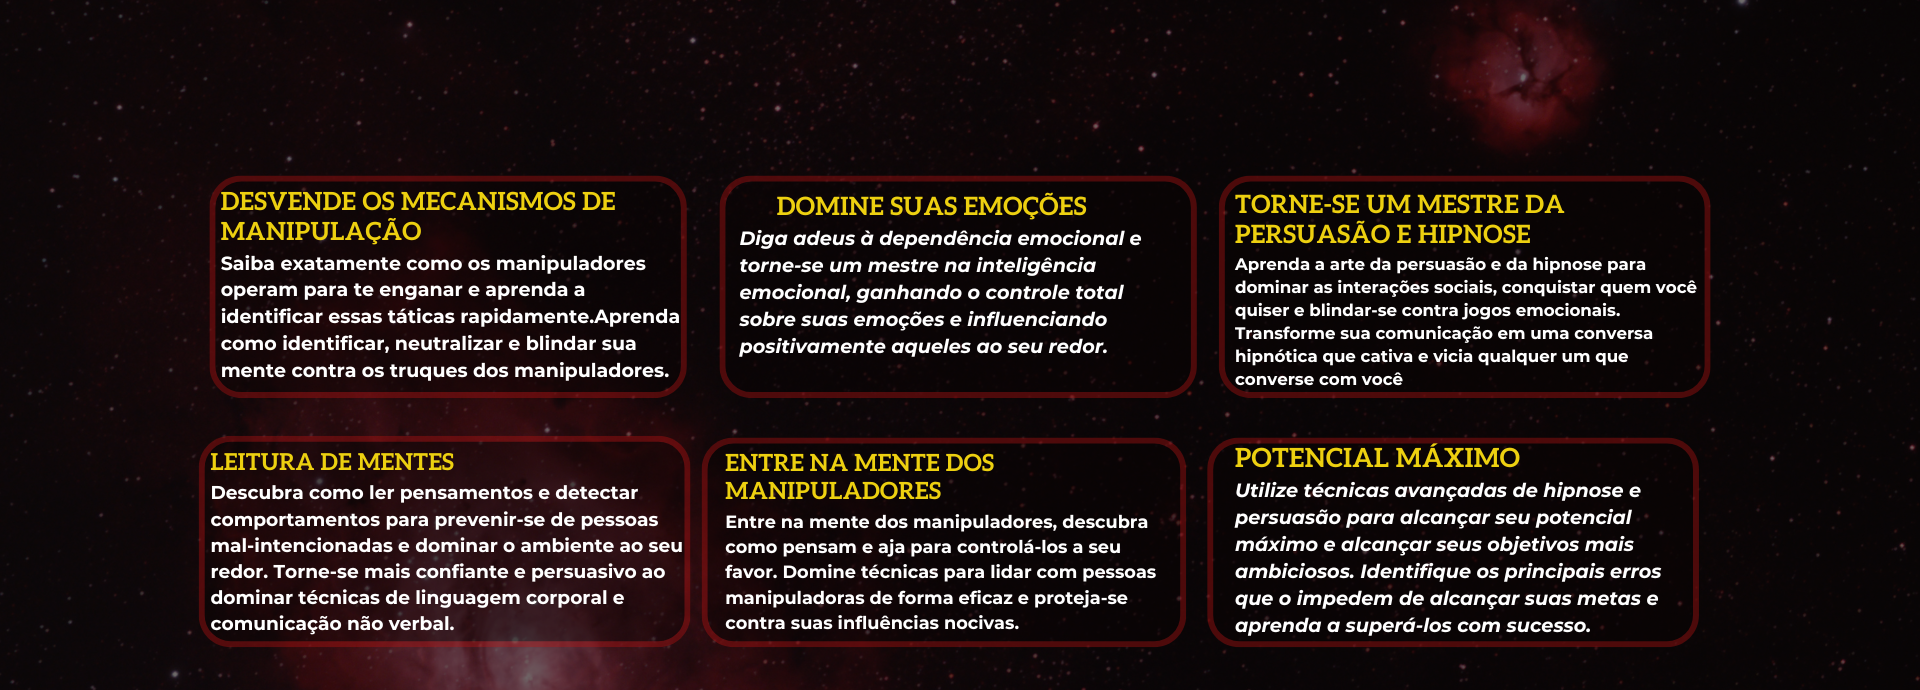 DESVENDE OS MECANISMOS DE
MANIPULAÇÃO
Saiba exatamente como os manipuladores
operam para te enganar e aprenda a
identificar essas táticas rapidamente.Aprenda
como identificar, neutralizar e blindar sua
mente contra os truques dos manipuladores.
DOMINE SUAS EMOÇÕES
Diga adeus à dependência emocional e
torne-se um mestre na inteligência
emocional, ganhando o controle total
sobre suas emoções e influenciando
positivamente aqueles ao seu redor.
TORNE-SE UM MESTRE DA
PERSUASÃO E HIPNOSE
Aprenda a arte da persuasão e da hipnose para
dominar as interações sociais, conquistar quem você
quiser e blindar-se contra jogos emocionais.
Transforme sua comunicação em uma conversa
hipnótica que cativa e vicia qualquer um que
converse com você
LEITURA DE MENTES
Descubra como ler pensamentos e detectar
comportamentos para prevenir-se de pessoas
mal-intencionadas e dominar o ambiente ao seu
redor. Torne-se mais confiante e persuasivo ao
dominar técnicas de linguagem corporal e
comunicação não verbal.
ENTRE NA MENTE DOS
MANIPULADORES
Entre na mente dos manipuladores, descubra
como pensam e aja para controlá-los a seu
favor. Domine técnicas para lidar com pessoas
manipuladoras de forma eficaz e proteja-se
contra suas influências nocivas.
POTENCIAL MÁXIMO
Utilize técnicas avançadas de hipnose e
persuasão para alcançar seu potencial
máximo e alcançar seus objetivos mais
ambiciosos. Identifique os principais erros
que o impedem de alcançar suas metas e
aprenda a superá-los com sucesso.